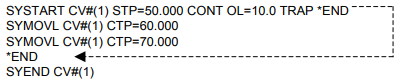 SYSTART CV#(1) STP=50.000 CONT OL=10.0 TRAP *END
SYMOVL CV#(1) CTP=60.000
SYMOVL CV#(1) CTP=70.000
*END
SYEND CV#(1)